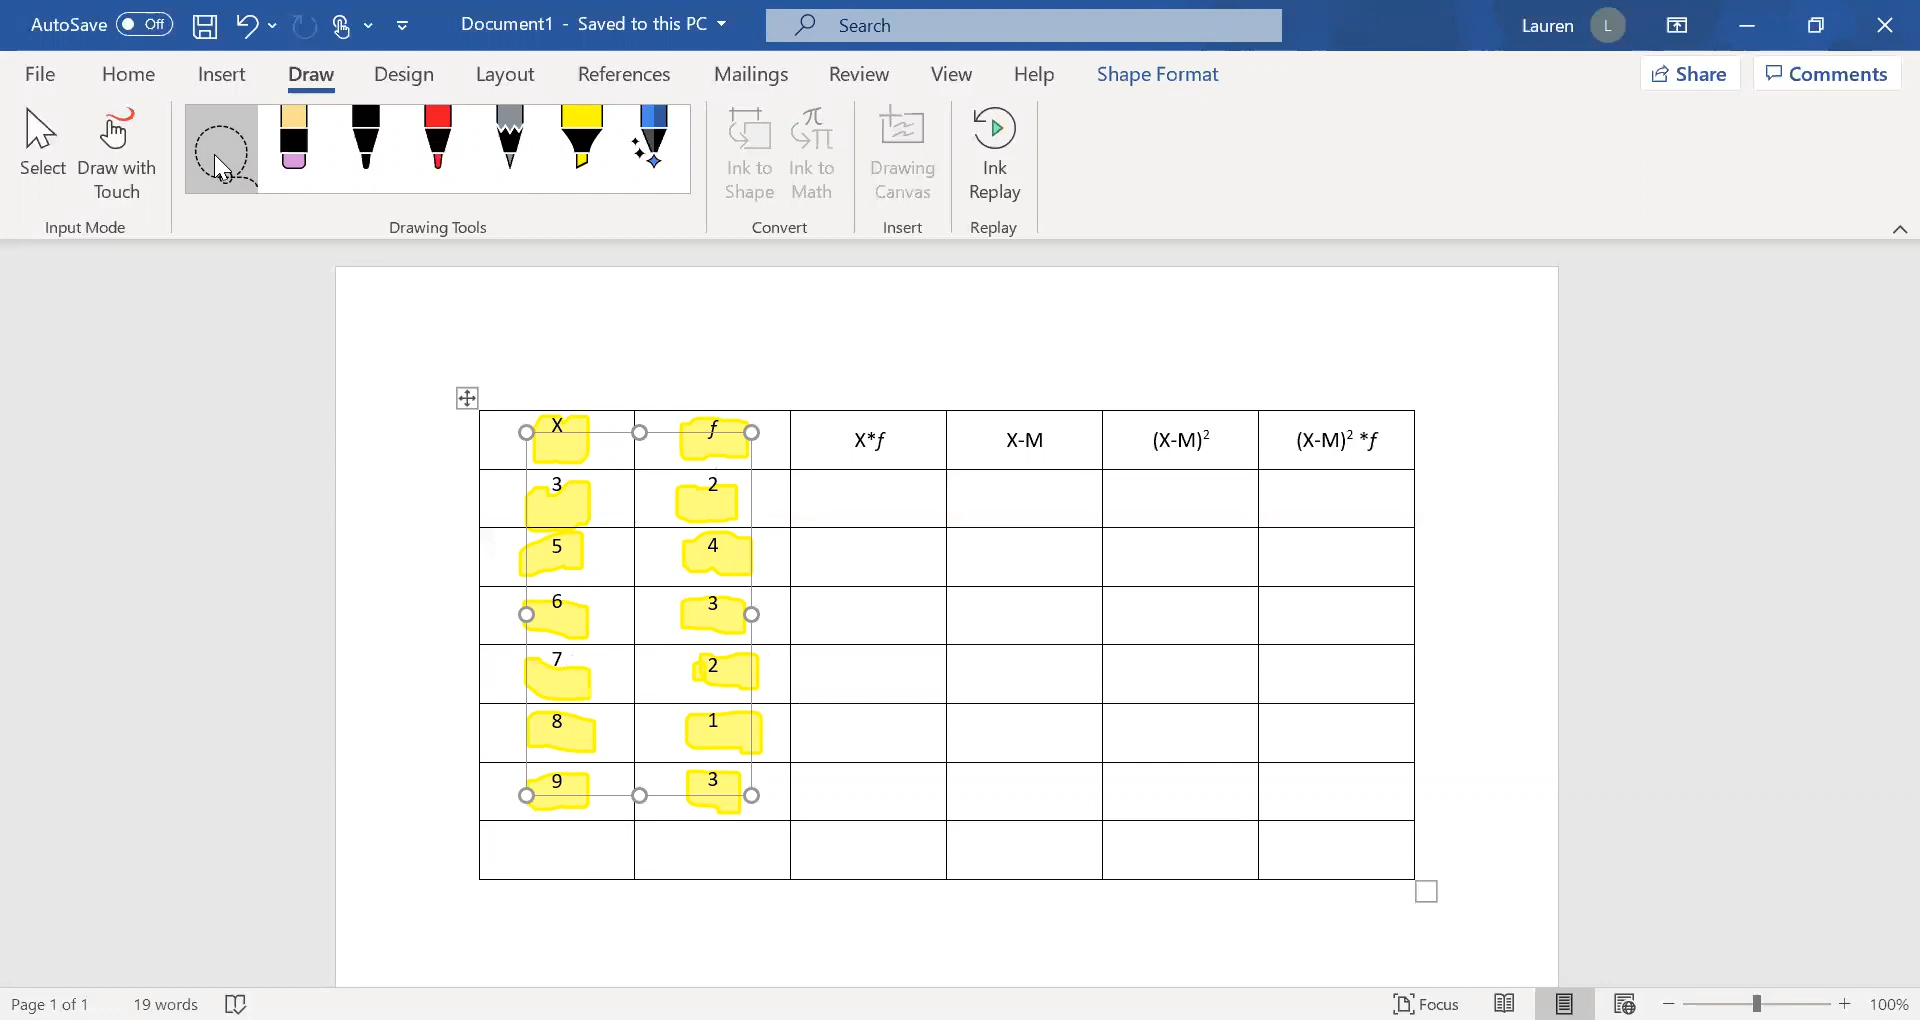 AutoSave Off Document1 - Saved to this PC Search Lauren L
File Home Insert Draw Design Layout References Mailings Review View Help Shape Format Share Comments
Select Draw with Touch Ink to Shape Ink to Math Drawing Canvas Ink Replay
Input Mode Drawing Tools Convert Insert Replay
X f X*f X-M (X-M)² (X-M)² *f
3 2
5 4
6 3
7 2
8 1
9 3
Page 1 of 1 19 words Focus 100%